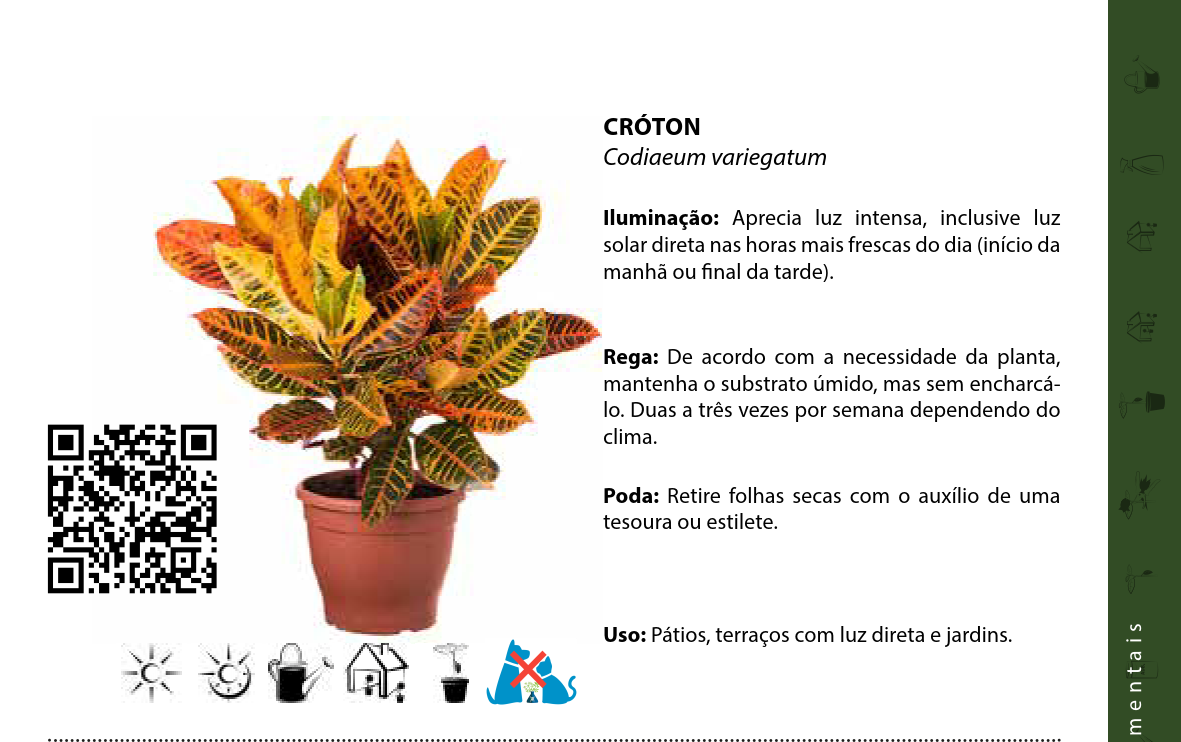 CRÓTON
Codiaeum variegatum
Iluminação: Aprecia luz intensa, inclusive luz
solar direta nas horas mais frescas do dia (início da
manhã ou final da tarde).
Rega: De acordo com a necessidade da planta,
mantenha o substrato úmido, mas sem encharcá-
lo. Duas a três vezes por semana dependendo do
clima.
Poda: Retire folhas secas com o auxílio de uma
tesoura ou estilete.
Uso: Pátios, terraços com luz direta e jardins.
mentais